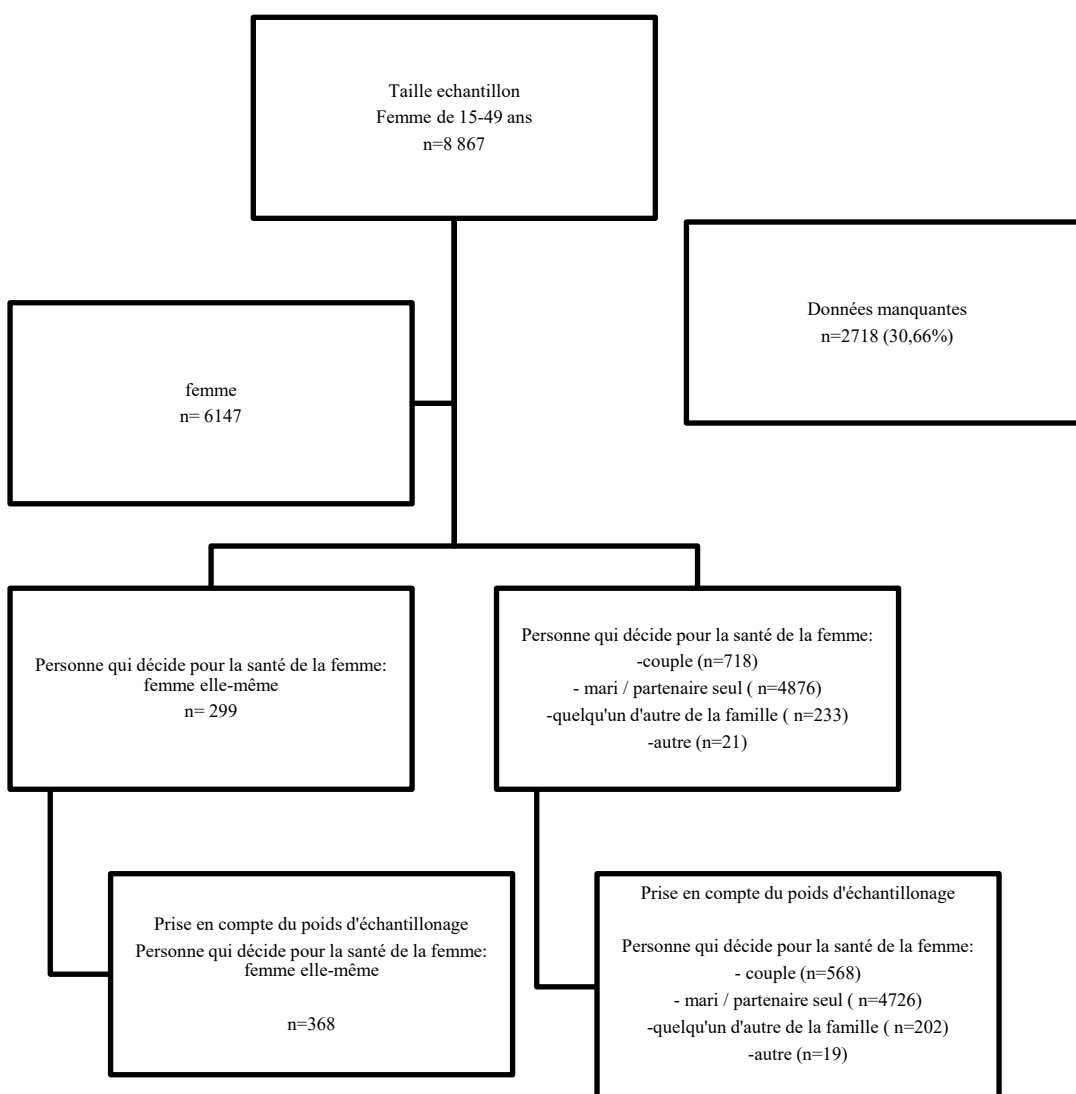 Taille echantillon
Femme de 15-49 ans
n=8 867
Données manquantes
n=2718 (30,66%)
femme
n= 6147
Personne qui décide pour la santé de la femme:
femme elle-même
n= 299
Personne qui décide pour la santé de la femme:
-couple (n=718)
- mari / partenaire seul ( n=4876)
-quelqu'un d'autre de la famille ( n=233)
-autre (n=21)
Prise en compte du poids d'échantillonage
Personne qui décide pour la santé de la femme:
femme elle-même
n=368
Prise en compte du poids d'échantillonage
Personne qui décide pour la santé de la femme:
- couple (n=568)
- mari / partenaire seul ( n=4726)
-quelqu'un d'autre de la famille ( n=202)
-autre (n=19)